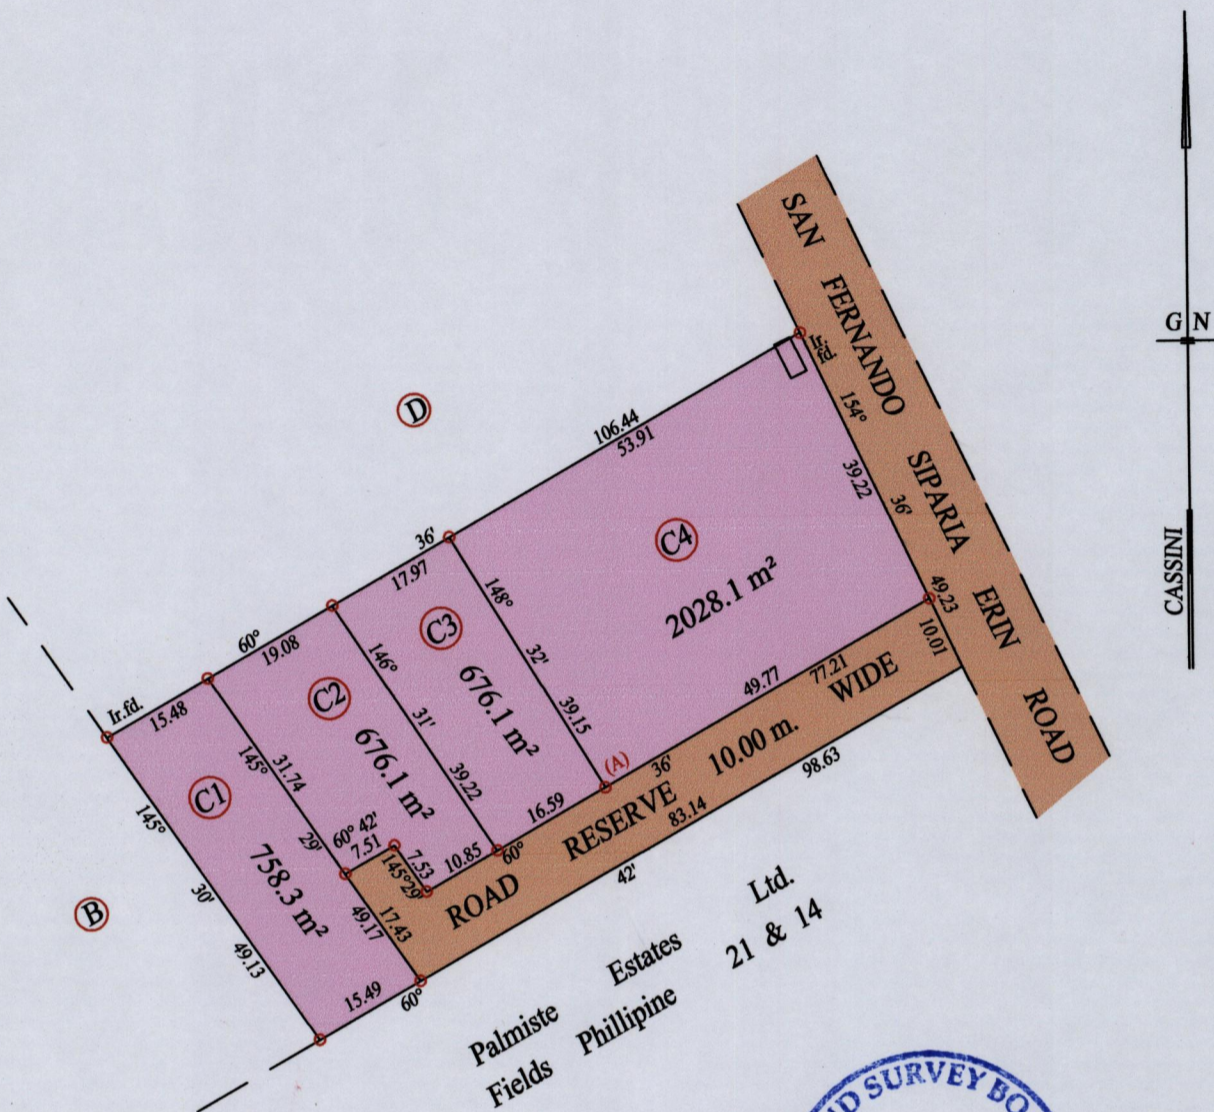 SAN FERNANDO SIPARIA ERIN ROAD
G N
CASSINI
Ir. fd.
D
106.44
53.91
154°
36'
39.22
49.23
10.01
C4
2028.1 m²
36'
17.97
148°
32'
39.15
C3
676.1 m²
60°
19.08
146°
31'
39.22
C2
676.1 m²
Ir.fd.
15.48
145°
31.74
29'
C1
758.3 m²
145°
30'
49.13
B
60° 42'
7.51
7.53
145°29'
10.85
60°
16.59
(A)
36'
49.77
77.21
ROAD RESERVE 10.00 m. WIDE
49.17
17.43
15.49
60°
42'
83.14
98.63
Palmiste Estates Ltd.
Fields Phillipine 21 & 14
D SURVEY BO